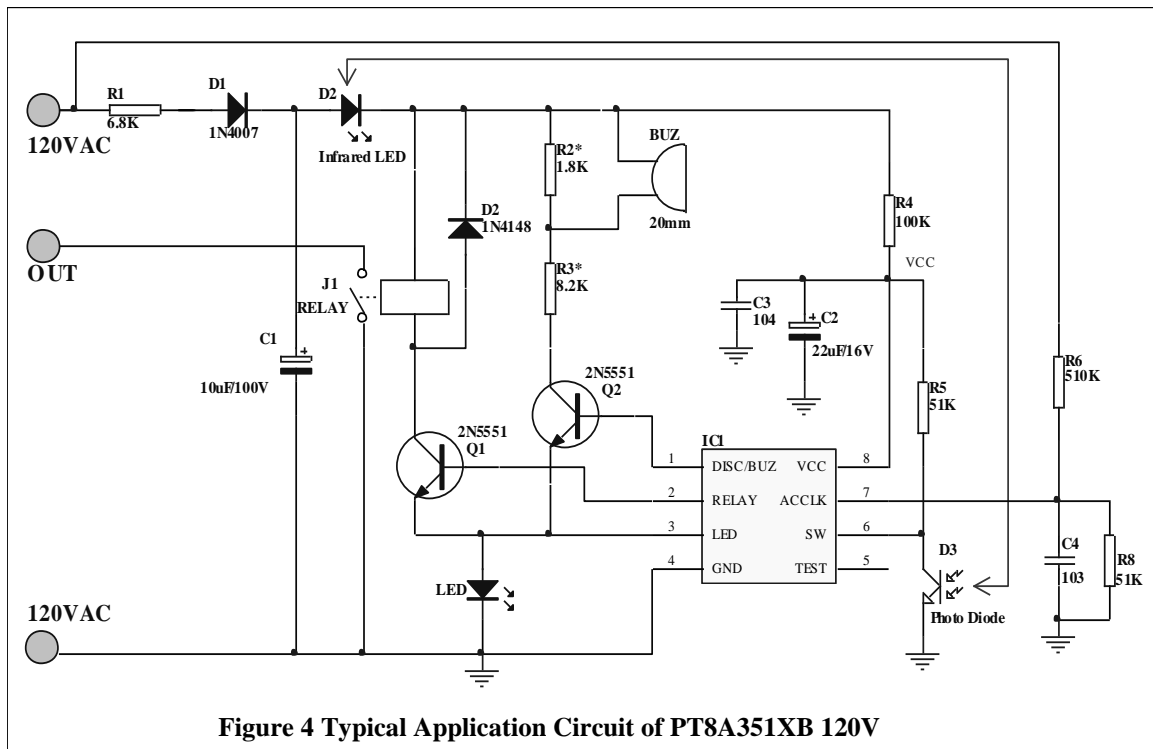 R1
6.8K
120VAC
D1
1N4007
D2
Infrared LED
R2*
1.8K
BUZ
20mm
D2
1N4148
R4
100K
VCC
OUT
J1
RELAY
R3*
8.2K
C3
104
C2
+
22uF/16V
C1
+
10uF/100V
R6
510K
R5
51K
2N5551
Q2
2N5551
Q1
IC1
1
DISC/BUZ
VCC
8
2
RELAY
ACCLK
7
3
LED
SW
6
4
GND
TEST
5
D3
Photo Diode
C4
103
R8
51K
LED
120VAC
Figure 4 Typical Application Circuit of PT8A351XB 120V